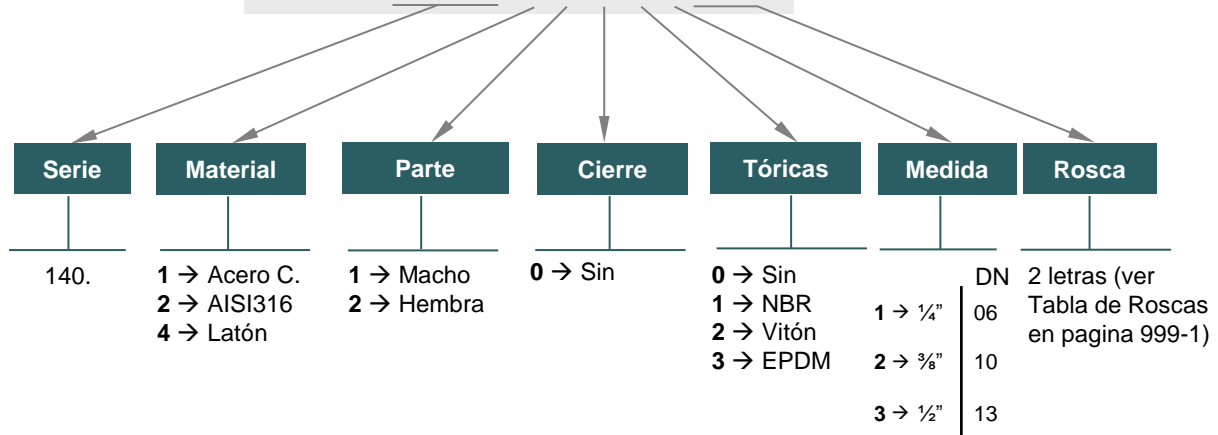 Serie
Material
Parte
Cierre
Tóricas
Medida
Rosca
140.
1 → Acero C.
2 → AISI316
4 → Latón
1 → Macho
2 → Hembra
0 → Sin
0 → Sin
1 → NBR
2 → Vitón
3 → EPDM
DN
1 → ¼” 06
2 → ⅜” 10
3 → ½” 13
2 letras (ver
Tabla de Roscas
en pagina 999-1)